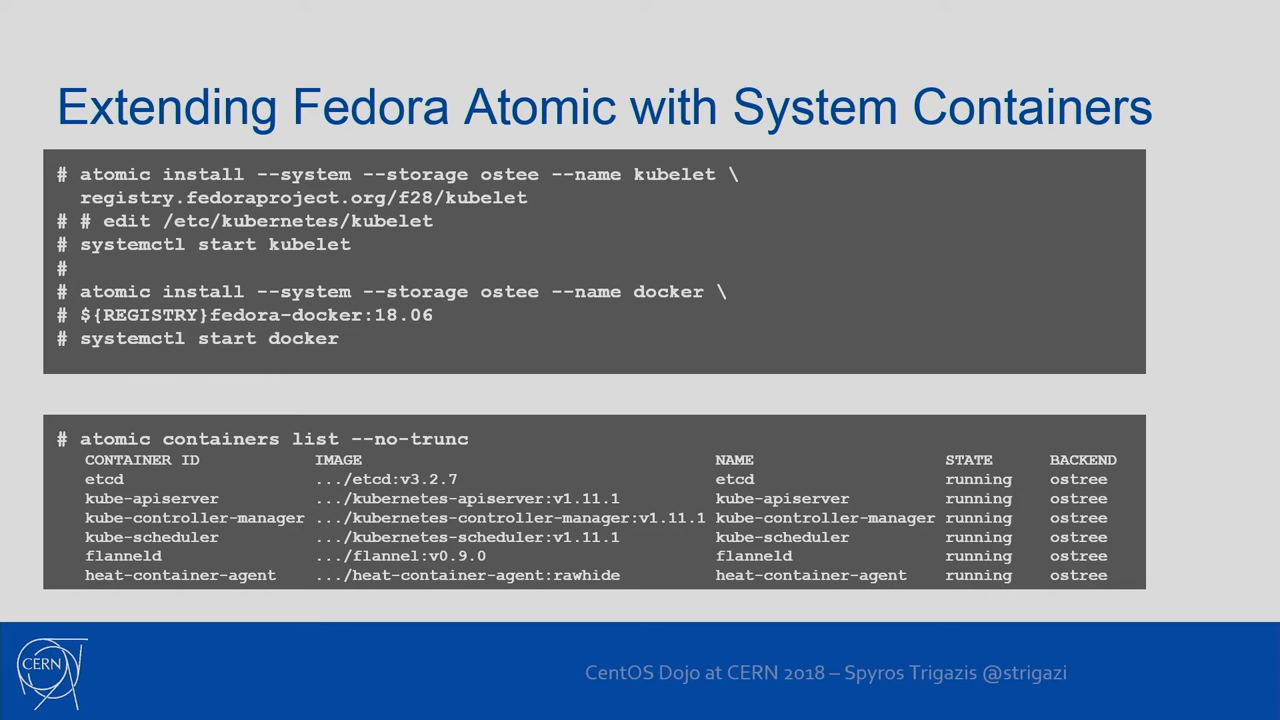 Extending Fedora Atomic with System Containers
# atomic install --system --storage ostee --name kubelet \
registry.fedoraproject.org/f28/kubelet
# # edit /etc/kubernetes/kubelet
# systemctl start kubelet
#
# atomic install --system --storage ostee --name docker \
# ${REGISTRY}fedora-docker:18.06
# systemctl start docker
# atomic containers list --no-trunc
CONTAINER ID IMAGE NAME STATE BACKEND
etcd .../etcd:v3.2.7 etcd running ostree
kube-apiserver .../kubernetes-apiserver:v1.11.1 kube-apiserver running ostree
kube-controller-manager .../kubernetes-controller-manager:v1.11.1 kube-controller-manager running ostree
kube-scheduler .../kubernetes-scheduler:v1.11.1 kube-scheduler running ostree
flanneld .../flannel:v0.9.0 flanneld running ostree
heat-container-agent .../heat-container-agent:rawhide heat-container-agent running ostree
CERN
CentOS Dojo at CERN 2018 – Spyros Trigazis @strigazi